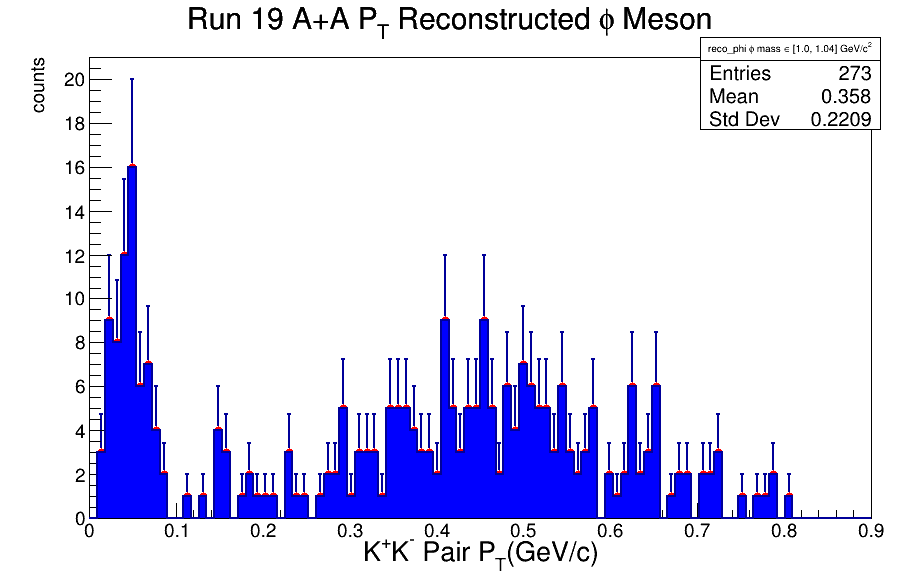 Run 19 A+A P_T Reconstructed ϕ Meson
reco_phi ϕ mass ∈ [1.0, 1.04] GeV/c²
Entries 273
Mean 0.358
Std Dev 0.2209
counts
20
18
16
14
12
10
8
6
4
2
0
0 0.1 0.2 0.3 0.4 0.5 0.6 0.7 0.8 0.9
K⁺K⁻ Pair P_T(GeV/c)